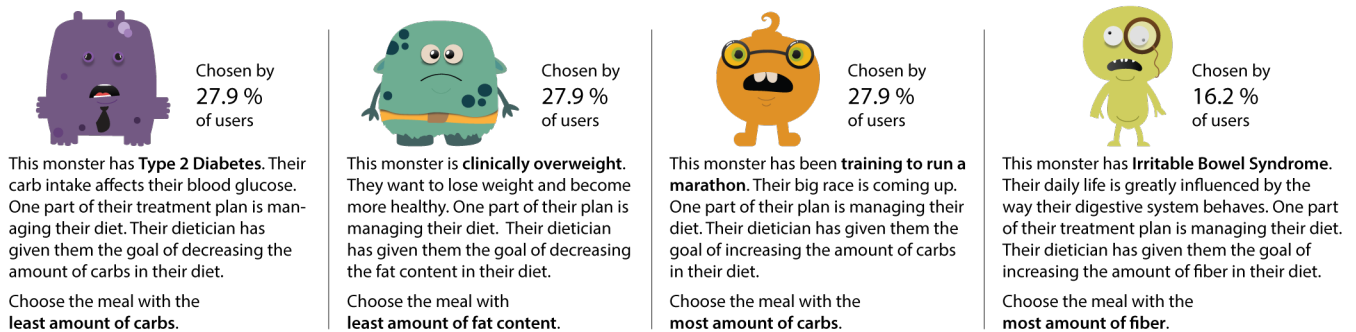 Chosen by
27.9 %
of users
This monster has Type 2 Diabetes. Their
carb intake affects their blood glucose.
One part of their treatment plan is man-
aging their diet. Their dietician has
given them the goal of decreasing the
amount of carbs in their diet.
Choose the meal with the
least amount of carbs.
Chosen by
27.9 %
of users
This monster is clinically overweight.
They want to lose weight and become
more healthy. One part of their plan is
managing their diet. Their dietician
has given them the goal of decreasing
the fat content in their diet.
Choose the meal with
least amount of fat content.
Chosen by
27.9 %
of users
This monster has been training to run a
marathon. Their big race is coming up.
One part of their plan is managing their
diet. Their dietician has given them the
goal of increasing the amount of carbs
in their diet.
Choose the meal with the
most amount of carbs.
Chosen by
16.2 %
of users
This monster has Irritable Bowel Syndrome.
Their daily life is greatly influenced by the
way their digestive system behaves. One part
of their treatment plan is managing their diet.
Their dietician has given them the goal of
increasing the amount of fiber in their diet.
Choose the meal with the
most amount of fiber.